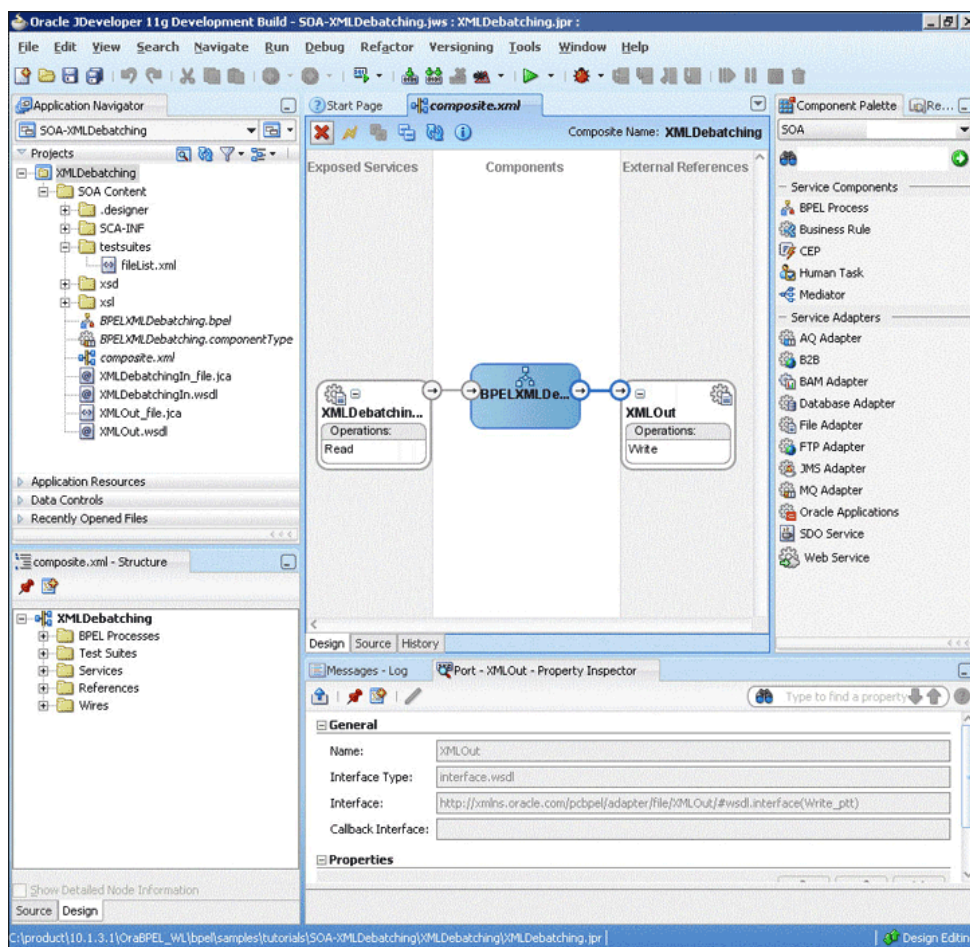 Oracle JDeveloper 11g Development Build - SOA-XMLDebatching.jws : XMLDebatching.jpr :
File Edit View Search Navigate Run Debug Refactor Versioning Tools Window Help
Application Navigator
SOA-XMLDebatching
Projects
XMLDebatching
SOA Content
.designer
SCA-INF
testsuites
fileList.xml
xsd
xsl
BPELXMLDebatching.bpel
BPELXMLDebatching.componentType
composite.xml
XMLDebatchingIn_file.jca
XMLDebatchingIn.wsdl
XMLOut_file.jca
XMLOut.wsdl
Application Resources
Data Controls
Recently Opened Files
composite.xml - Structure
XMLDebatching
BPEL Processes
Test Suites
Services
References
Wires
Show Detailed Node Information
Source Design
Start Page composite.xml
Composite Name: XMLDebatching
Exposed Services Components External References
XMLDebatchin...
Operations:
Read
BPELXMLDe...
XMLOut
Operations:
Write
Design Source History
Component Palette Re...
SOA
Service Components
BPEL Process
Business Rule
CEP
Human Task
Mediator
Service Adapters
AQ Adapter
B2B
BAM Adapter
Database Adapter
File Adapter
FTP Adapter
JMS Adapter
MQ Adapter
Oracle Applications
SDO Service
Web Service
Messages - Log Port - XMLOut - Property Inspector
Type to find a property
General
Name: XMLOut
Interface Type: interface.wsdl
Interface: http://xmlns.oracle.com/pcbpel/adapter/file/XMLOut/#wsdl.interface(Write_ptt)
Callback Interface:
Properties
C:\product\10.1.3.1\OraBPEL_WL\bpel\samples\tutorials\SOA-XMLDebatching\XMLDebatching\XMLDebatching.jpr
Design Editin